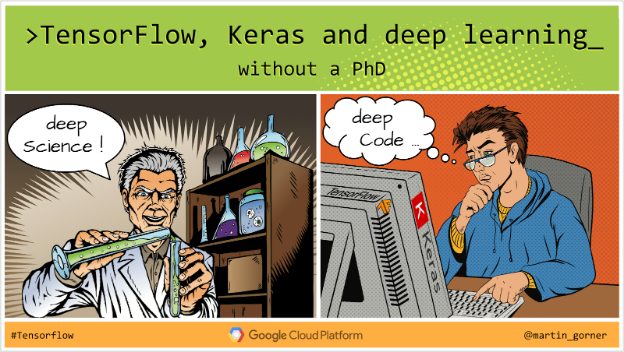 >TensorFlow, Keras and deep learning_
without a PhD
deep
Science !
deep
Code ...
TensorFlow
K Keras
#Tensorflow
Google Cloud Platform
@martin_gorner